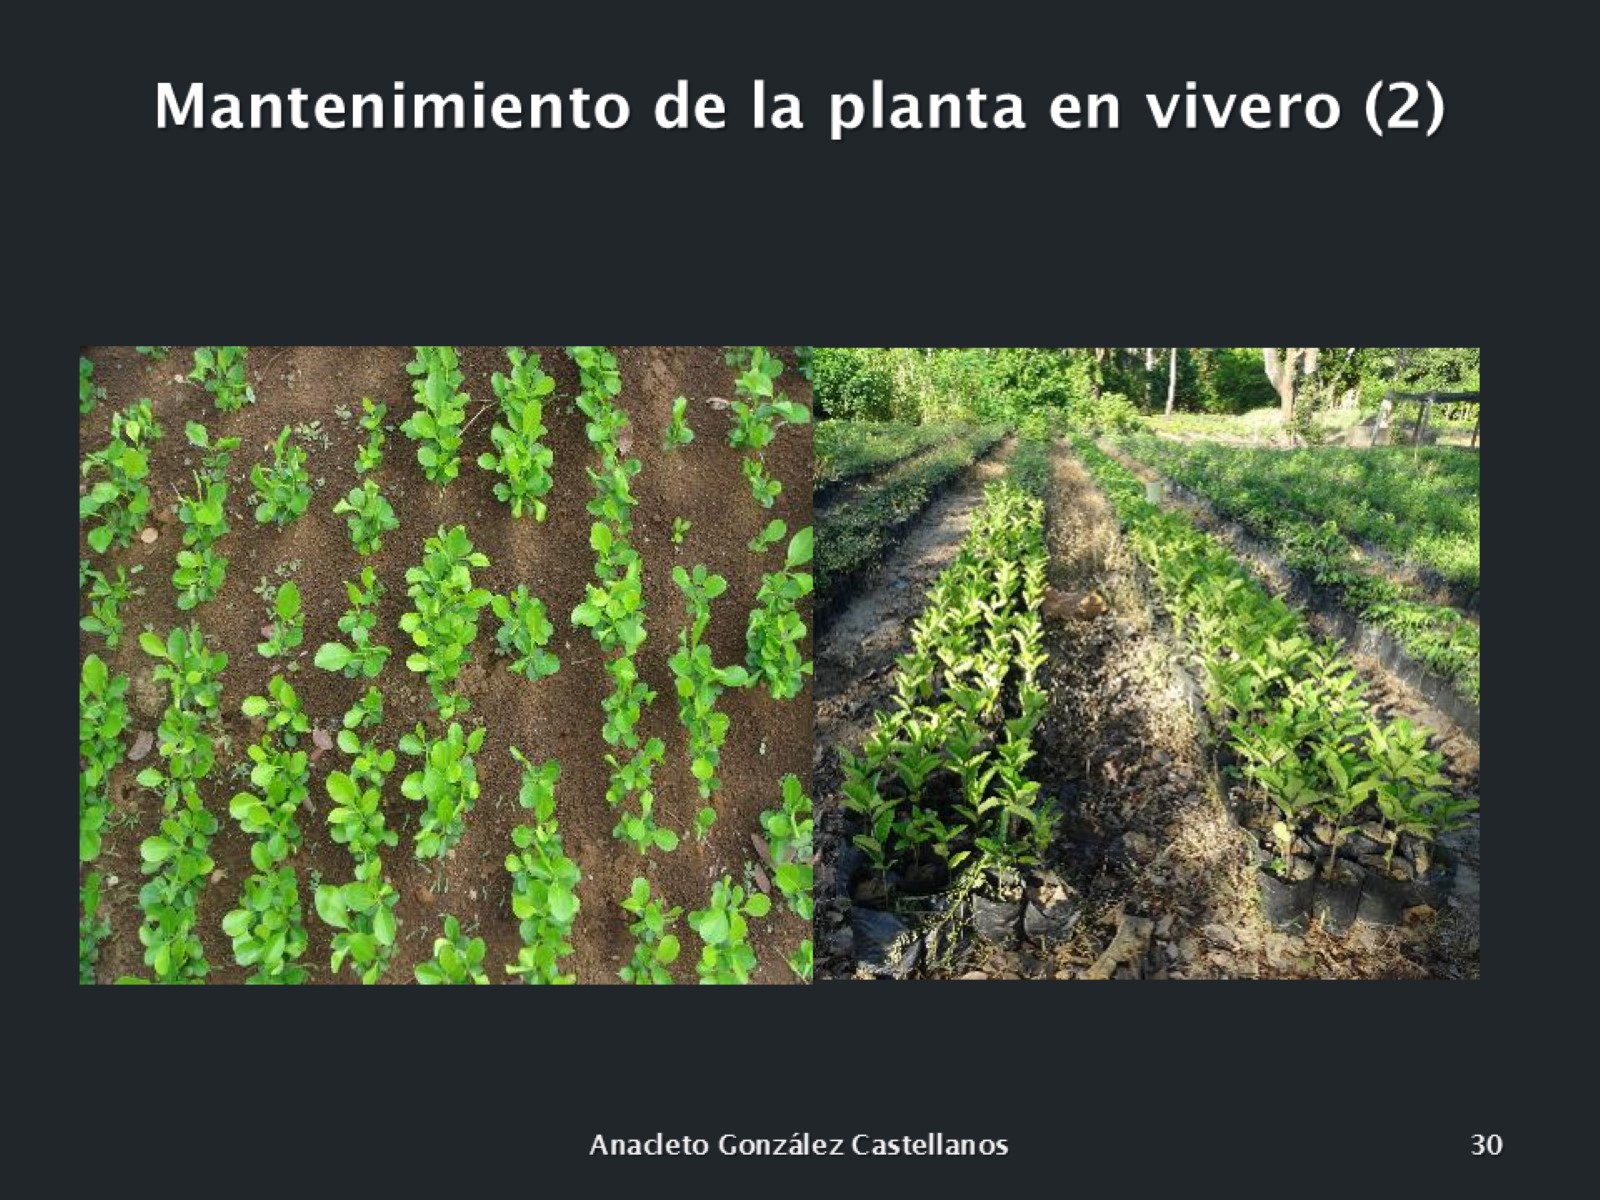 Mantenimiento de la planta en vivero (2)
Anacleto González Castellanos
30